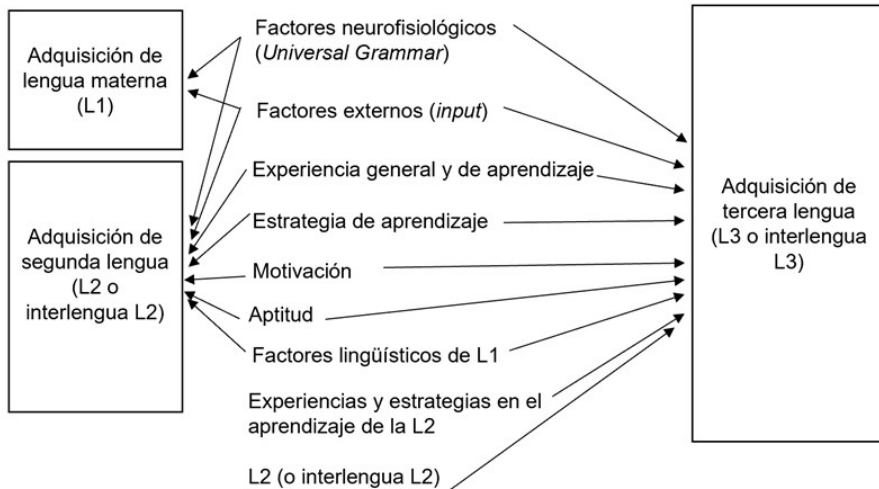 Adquisición de
lengua materna
(L1)
Adquisición de
segunda lengua
(L2 o
interlengua L2)
Factores neurofisiológicos
(Universal Grammar)
Factores externos (input)
Experiencia general y de aprendizaje
Estrategia de aprendizaje
Motivación
Aptitud
Factores lingüísticos de L1
Experiencias y estrategias en el
aprendizaje de la L2
L2 (o interlengua L2)
Adquisición de
tercera lengua
(L3 o interlengua
L3)